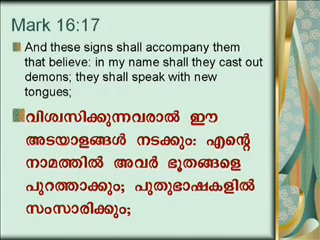 Mark 16:17
And these signs shall accompany them
that believe: in my name shall they cast out
demons; they shall speak with new
tongues;
വിശ്വസിക്കുന്നവരാൽ ഈ
അടയാളങ്ങൾ നടക്കും: എന്റെ
നാമത്തിൽ അവർ ഭൂതങ്ങളെ
പുറത്താക്കും; പുതുഭാഷകളിൽ
സംസാരിക്കും;